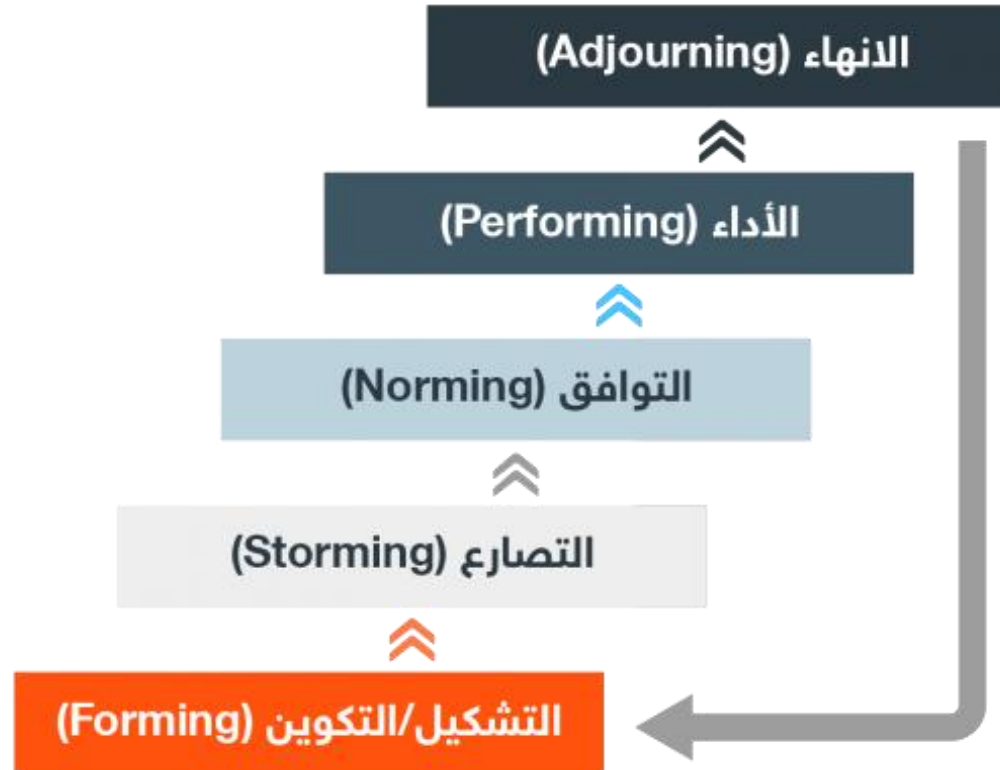 الانهاء (Adjourning)
الأداء (Performing)
التوافق (Norming)
التصارع (Storming)
التشكيل/التكوين (Forming)